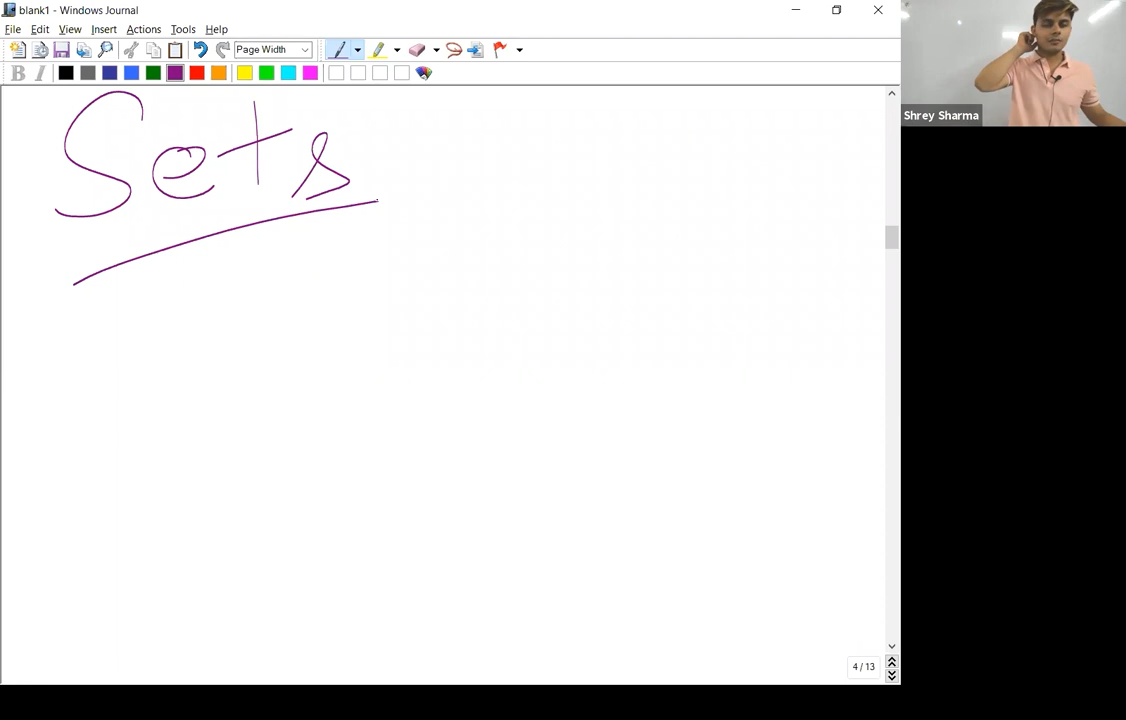 blank1 - Windows Journal
File Edit View Insert Actions Tools Help
Page Width
B I
Sets
4 / 13
Shrey Sharma